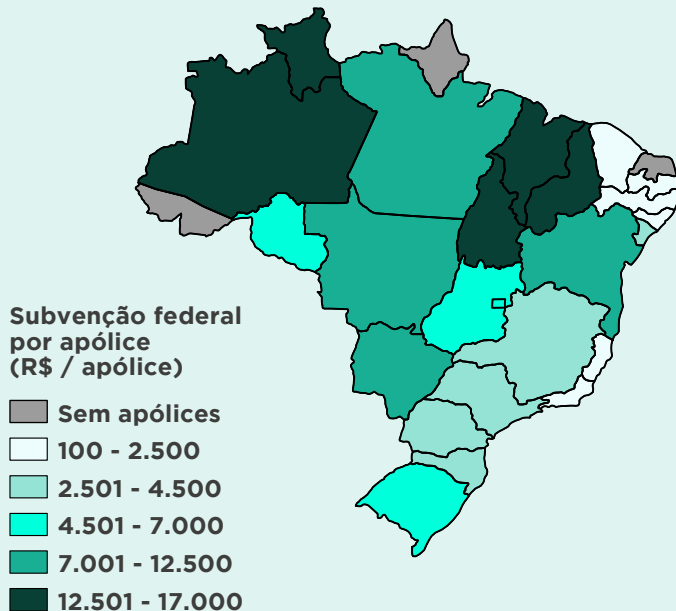 Subvenção federal
por apólice
(R$ / apólice)
Sem apólices
100 - 2.500
2.501 - 4.500
4.501 - 7.000
7.001 - 12.500
12.501 - 17.000